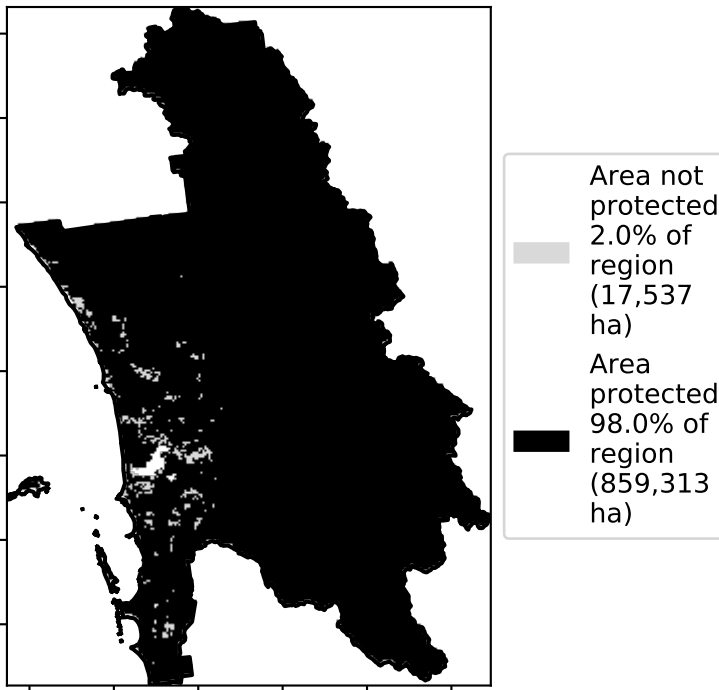 Area not
protected
2.0% of
region
(17,537
ha)
Area
protected
98.0% of
region
(859,313
ha)